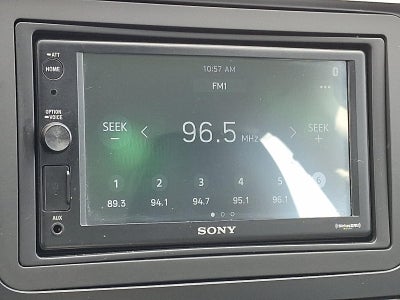 ATT
10:57 AM
HOME
FM1
OPTION
VOICE
SEEK
–
96.5 MHz
SEEK
+
1 2 3 4 5 6
89.3 94.1 94.7 95.1 96.1
AUX
SONY